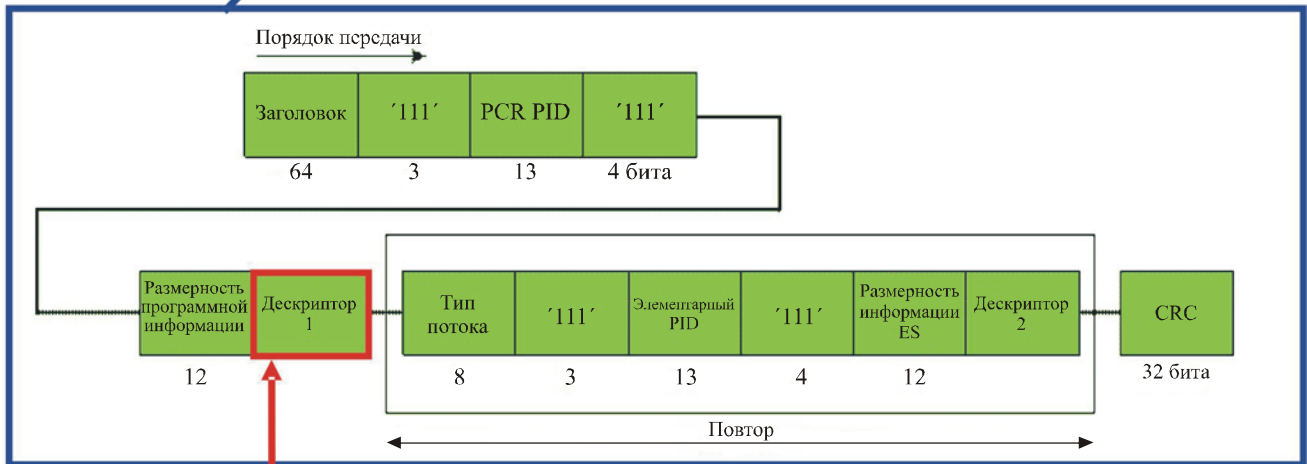 Порядок передачи
Заголовок
´111´
PCR PID
´111´
64
3
13
4 бита
Размерность
программной
информации
Дескриптор
1
Тип
потока
´111´
Элементарный
PID
´111´
Размерность
информации
ES
Дескриптор
2
CRC
12
8
3
13
4
12
32 бита
Повтор